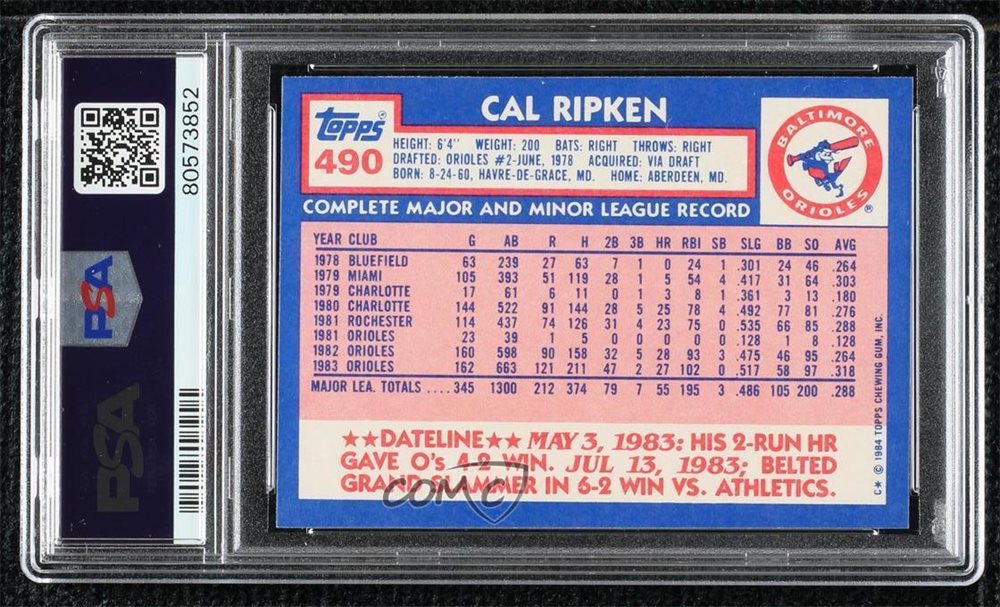 80573852
PSA
PSA
CAL RIPKEN
Topps®
490
HEIGHT: 6'4" WEIGHT: 200 BATS: RIGHT THROWS: RIGHT
DRAFTED: ORIOLES #2-JUNE, 1978 ACQUIRED: VIA DRAFT
BORN: 8-24-60, HAVRE-DE-GRACE, MD. HOME: ABERDEEN, MD.
BALTIMORE
ORIOLES ®
COMPLETE MAJOR AND MINOR LEAGUE RECORD
YEAR CLUB G AB R H 2B 3B HR RBI SB SLG BB SO AVG
1978 BLUEFIELD 63 239 27 63 7 1 0 24 1 .301 24 46 .264
1979 MIAMI 105 393 51 119 28 1 5 54 4 .417 31 64 .303
1979 CHARLOTTE 17 61 6 11 0 1 3 8 1 .361 3 13 .180
1980 CHARLOTTE 144 522 91 144 28 5 25 78 4 .492 77 81 .276
1981 ROCHESTER 114 437 74 126 31 4 23 75 0 .535 66 85 .288
1981 ORIOLES 23 39 1 5 0 0 0 0 0 .128 1 8 .128
1982 ORIOLES 160 598 90 158 32 5 28 93 3 .475 46 95 .264
1983 ORIOLES 162 663 121 211 47 2 27 102 0 .517 58 97 .318
MAJOR LEA. TOTALS .... 345 1300 212 374 79 7 55 195 3 .486 105 200 .288
★★DATELINE★★ MAY 3, 1983: HIS 2-RUN HR
GAVE O's 4-2 WIN. JUL 13, 1983; BELTED
GRAND SLAMMER IN 6-2 WIN VS. ATHLETICS.
C* © 1984 TOPPS CHEWING GUM, INC.
COMC